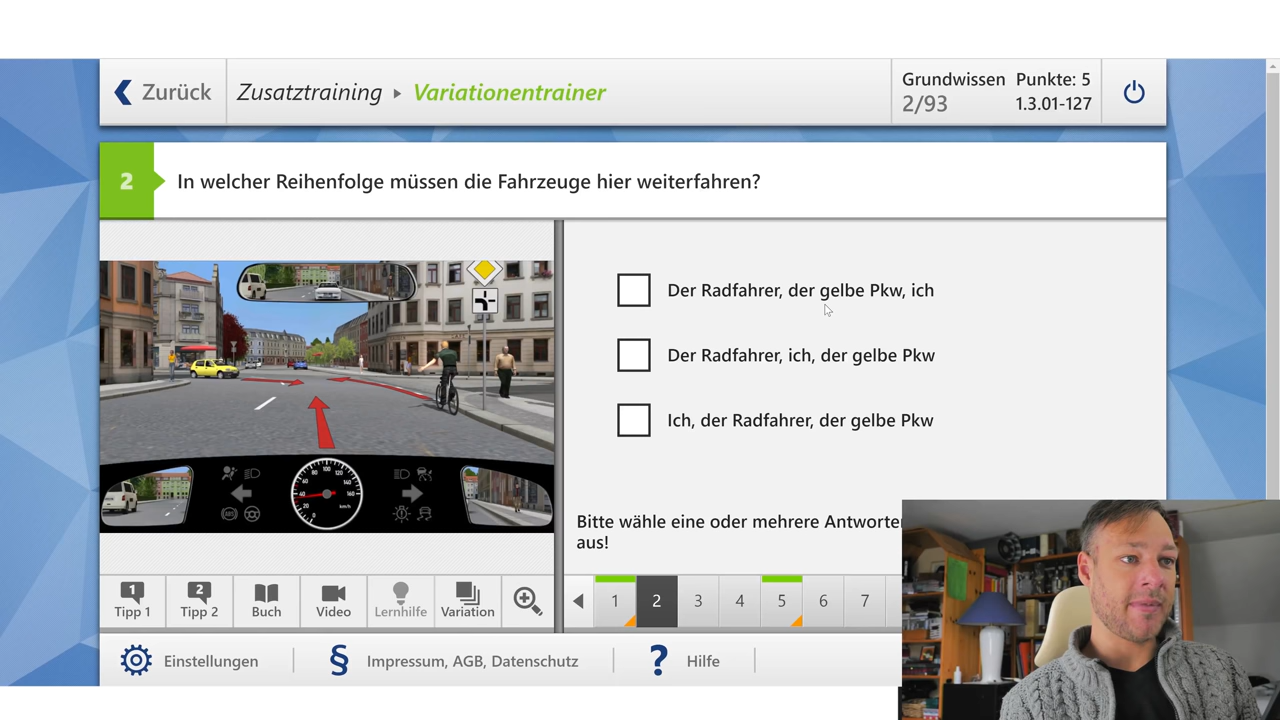 Zurück
Zusatztraining ▸ Variationentrainer
Grundwissen Punkte: 5
2/93 1.3.01-127
2 In welcher Reihenfolge müssen die Fahrzeuge hier weiterfahren?
Der Radfahrer, der gelbe Pkw, ich
Der Radfahrer, ich, der gelbe Pkw
Ich, der Radfahrer, der gelbe Pkw
Bitte wähle eine oder mehrere Antworten
aus!
1 2 3 4 5 6 7
Tipp 1 Tipp 2 Buch Video Lernhilfe Variation
Einstellungen § Impressum, AGB, Datenschutz ? Hilfe